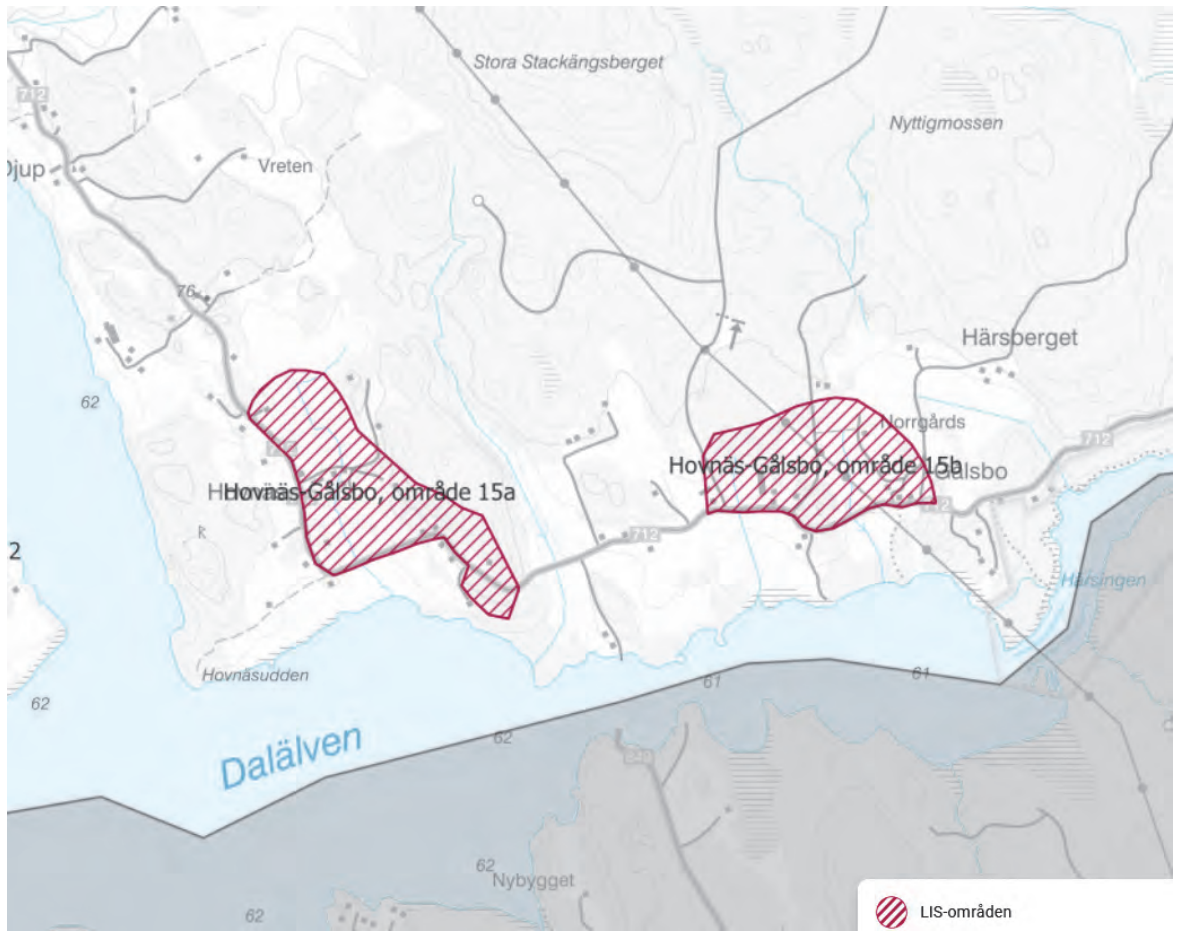 Stora Stackängsberget
712
Nyttigmossen
Djup
Vreten
76
Härsberget
62
Norrgårds
712
Hovnäs-Gålsbo, område 15b
Gålsbo
Hovnäs-Gålsbo, område 15a
712
712
2
R
Härsingen
Hovnäsudden
61
61
62
62
Dalälven
62
Nybygget
62
LIS-områden